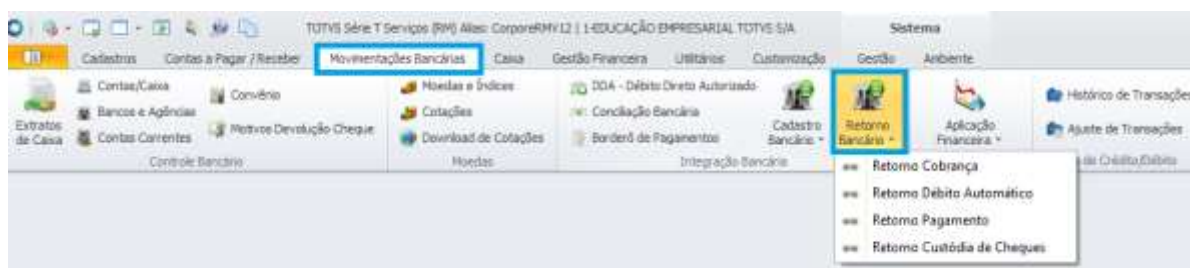 TOTVS Série T Serviços (RM) Alias: CorporeRMV12 | 1-EDUCAÇÃO EMPRESARIAL TOTVS S/A
Sistema
Cadastros Contas a Pagar / Receber Movimentações Bancárias Caixa Gestão Financeira Utilitários Customização Gestão Ambiente
Extratos de Caixa
Contas/Caixa
Bancos e Agências
Contas Correntes
Convênio
Motivos Devolução Cheque
Controle Bancário
Moedas e Índices
Cotações
Download de Cotações
Moedas
DDA - Débito Direto Autorizado
Conciliação Bancária
Borderô de Pagamentos
Cadastro Bancário
Retorno Bancário
Integração Bancária
Aplicação Financeira
Histórico de Transações
Ajuste de Transações
de Crédito/Débito
Retorno Cobrança
Retorno Débito Automático
Retorno Pagamento
Retorno Custódia de Cheques